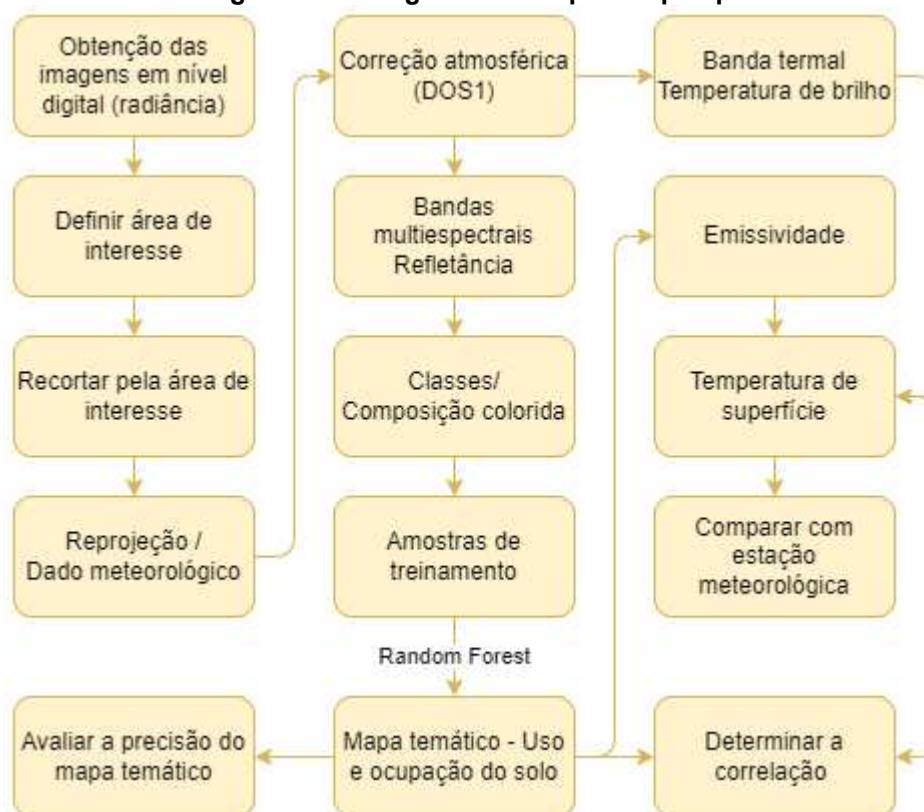 Obtenção das
imagens em nível
digital (radiância)
Definir área de
interesse
Recortar pela área de
interesse
Reprojeção /
Dado meteorológico
Correção atmosférica
(DOS1)
Bandas
multiespectrais
Refletância
Classes/
Composição colorida
Amostras de
treinamento
Random Forest
Mapa temático - Uso
e ocupação do solo
Avaliar a precisão do
mapa temático
Banda termal
Temperatura de brilho
Emissividade
Temperatura de
superfície
Comparar com
estação
meteorológica
Determinar a
correlação